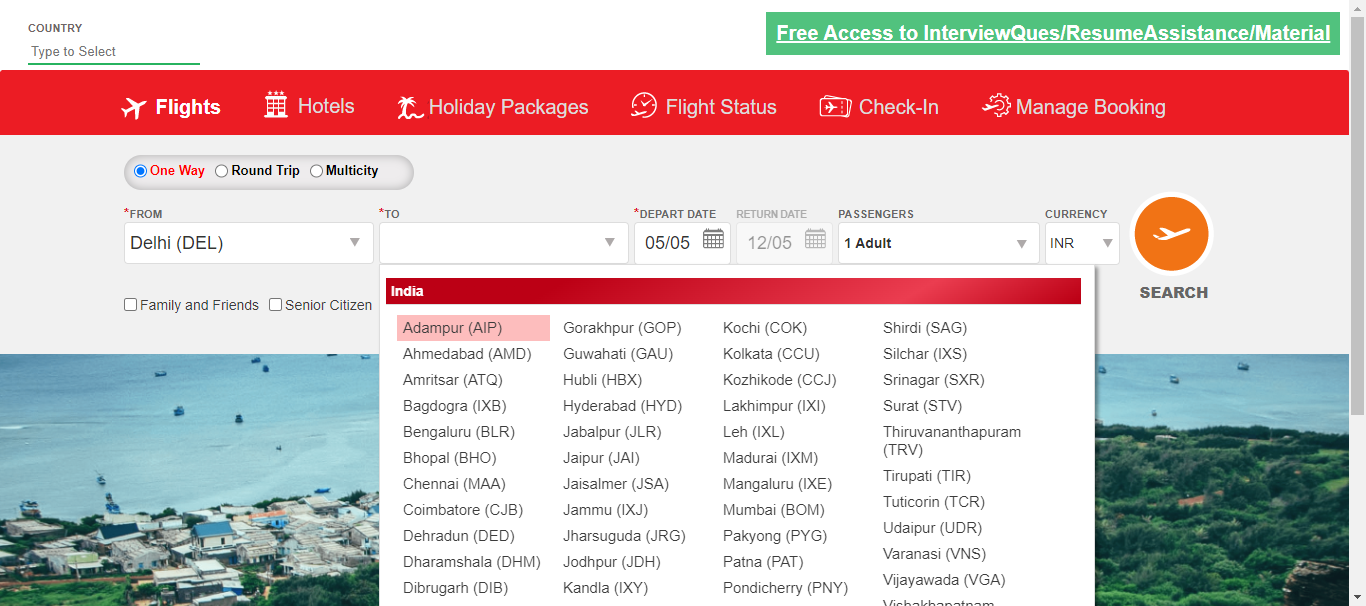 COUNTRY
Type to Select
Free Access to InterviewQues/ResumeAssistance/Material
Flights
Hotels
Holiday Packages
Flight Status
Check-In
Manage Booking
One Way
Round Trip
Multicity
*FROM
*TO
*DEPART DATE
RETURN DATE
PASSENGERS
CURRENCY
Delhi (DEL)
05/05
12/05
1 Adult
INR
SEARCH
Family and Friends
Senior Citizen
India
Adampur (AIP)
Ahmedabad (AMD)
Amritsar (ATQ)
Bagdogra (IXB)
Bengaluru (BLR)
Bhopal (BHO)
Chennai (MAA)
Coimbatore (CJB)
Dehradun (DED)
Dharamshala (DHM)
Dibrugarh (DIB)
Gorakhpur (GOP)
Guwahati (GAU)
Hubli (HBX)
Hyderabad (HYD)
Jabalpur (JLR)
Jaipur (JAI)
Jaisalmer (JSA)
Jammu (IXJ)
Jharsuguda (JRG)
Jodhpur (JDH)
Kandla (IXY)
Kochi (COK)
Kolkata (CCU)
Kozhikode (CCJ)
Lakhimpur (IXI)
Leh (IXL)
Madurai (IXM)
Mangaluru (IXE)
Mumbai (BOM)
Pakyong (PYG)
Patna (PAT)
Pondicherry (PNY)
Shirdi (SAG)
Silchar (IXS)
Srinagar (SXR)
Surat (STV)
Thiruvananthapuram
(TRV)
Tirupati (TIR)
Tuticorin (TCR)
Udaipur (UDR)
Varanasi (VNS)
Vijayawada (VGA)
Vishakhapatnam